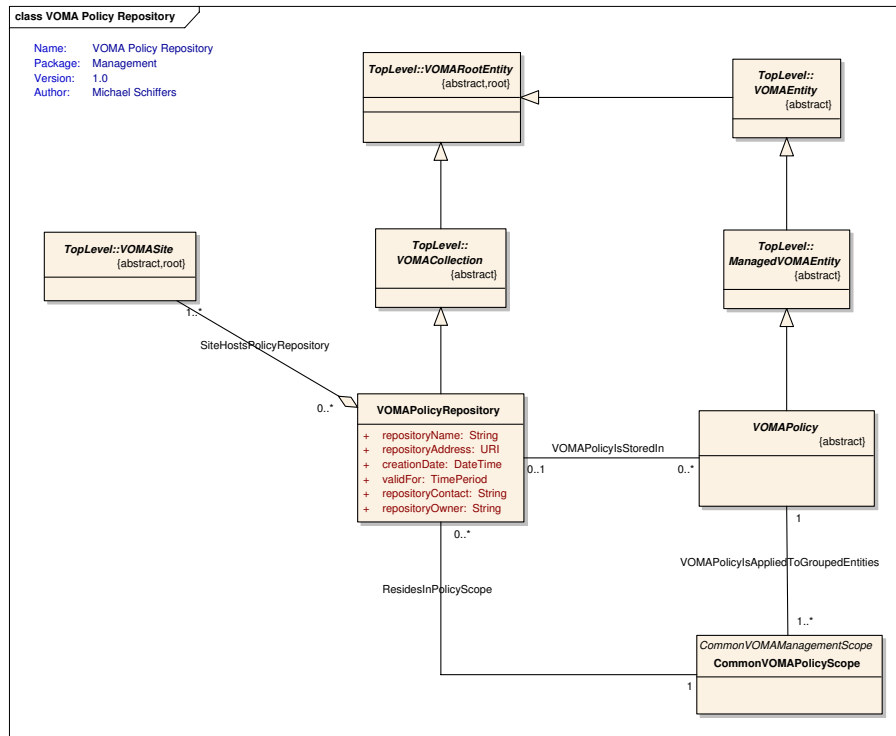 class VOMA Policy Repository
Name: VOMA Policy Repository
Package: Management
Version: 1.0
Author: Michael Schiffers
TopLevel::VOMARootEntity
{abstract,root}
TopLevel::
VOMAEntity
{abstract}
TopLevel::VOMASite
{abstract,root}
TopLevel::
VOMACollection
{abstract}
TopLevel::
ManagedVOMAEntity
{abstract}
1..*
SiteHostsPolicyRepository
0..*
VOMAPolicyRepository
+ repositoryName: String
+ repositoryAddress: URI
+ creationDate: DateTime
+ validFor: TimePeriod
+ repositoryContact: String
+ repositoryOwner: String
VOMAPolicyIsStoredIn
0..1
0..*
VOMAPolicy
{abstract}
0..*
1
VOMAPolicyIsAppliedToGroupedEntities
ResidesInPolicyScope
1..*
CommonVOMAManagementScope
CommonVOMAPolicyScope
1